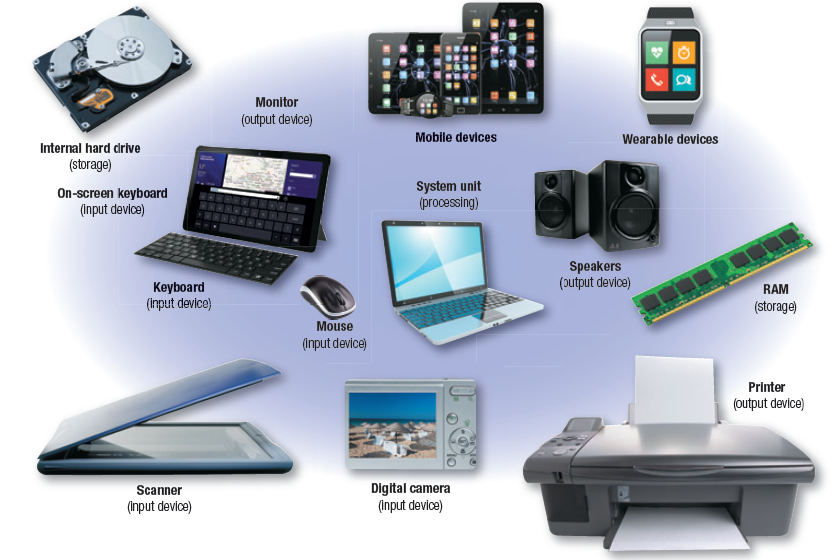 Monitor
(output device)
Mobile devices
Wearable devices
Internal hard drive
(storage)
On-screen keyboard
(input device)
System unit
(processing)
Speakers
(output device)
Keyboard
(input device)
RAM
(storage)
Mouse
(input device)
Printer
(output device)
Scanner
(input device)
Digital camera
(input device)